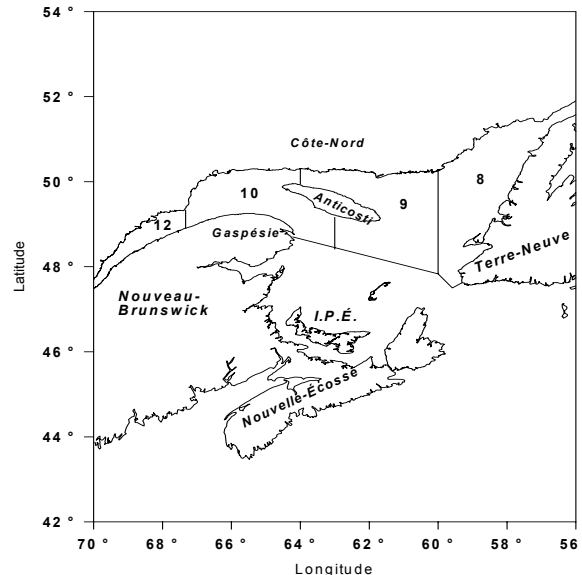 54 °
52 °
Côte-Nord
50 °
10
8
Anticosti
9
12
Gaspésie
Latitude
48 °
Terre-Neuve
Nouveau-
Brunswick
I.P.É.
46 °
Nouvelle-Écosse
44 °
42 °
70 ° 68 ° 66 ° 64 ° 62 ° 60 ° 58 ° 56
Longitude